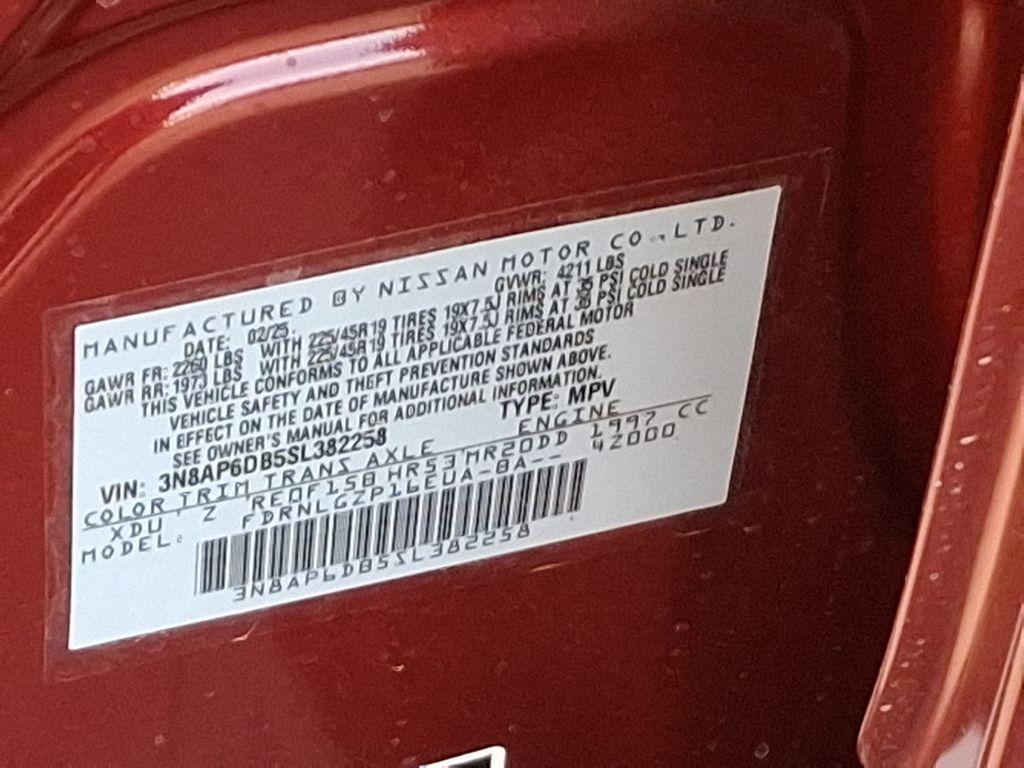 MANUFACTURED BY NISSAN MOTOR CO., LTD.
DATE: 02/25. GVWR: 4211 LBS
GAWR FR: 2260 LBS WITH 225/45R19 TIRES 19X7.5J RIMS AT PSI COLD SINGLE
GAWR RR: 1973 LBS WITH 225/45R19 TIRES 19X7.5J RIMS AT PSI COLD SINGLE
THIS VEHICLE CONFORMS TO ALL APPLICABLE FEDERAL MOTOR
VEHICLE SAFETY AND THEFT PREVENTION STANDARDS
IN EFFECT ON THE DATE OF MANUFACTURE SHOWN ABOVE.
SEE OWNER'S MANUAL FOR ADDITIONAL INFORMATION.
VIN: 3N8AP6DB5SL382258 TYPE: MPV
COLOR TRIM TRANS AXLE ENGINE
XDU, Z RE0F15B HR53 MR20DD 1997 CC
MODEL: FDRNLGZP16EUA-BA-- 4Z000
3N8AP6DB5SL382258